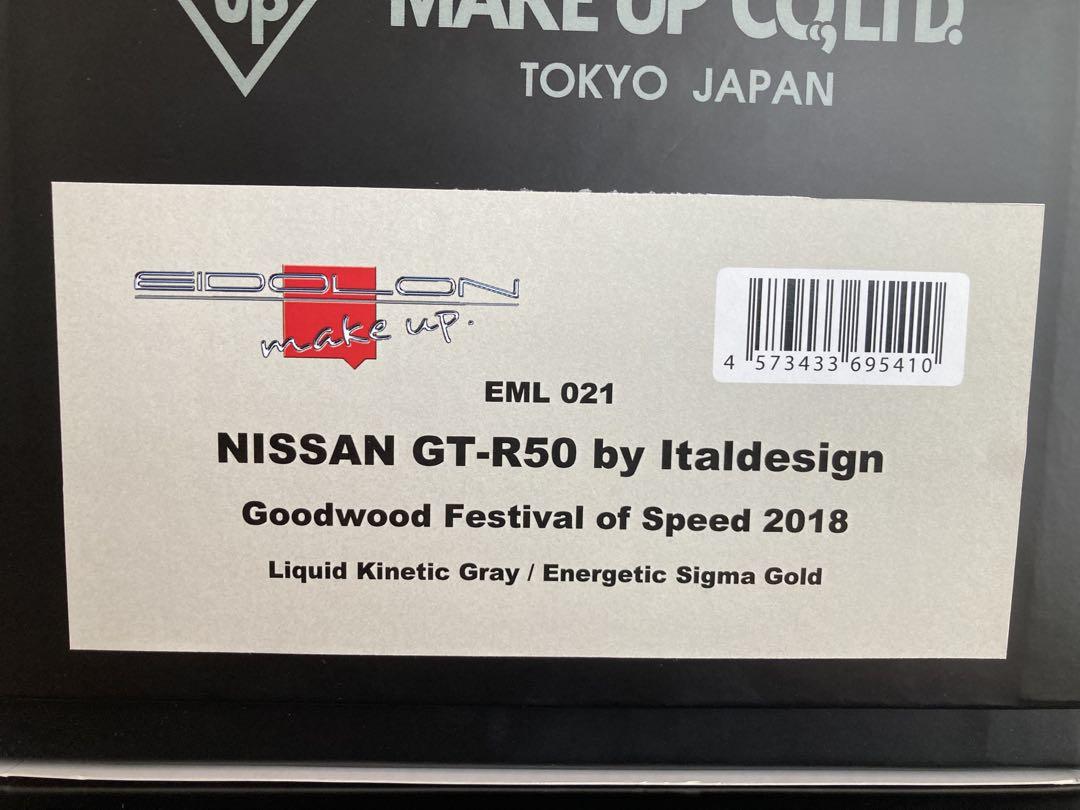 up
MAKE UP CO., LTD.
TOKYO JAPAN
EIDOLON
make up.
4 573433 695410
EML 021
NISSAN GT-R50 by Italdesign
Goodwood Festival of Speed 2018
Liquid Kinetic Gray / Energetic Sigma Gold